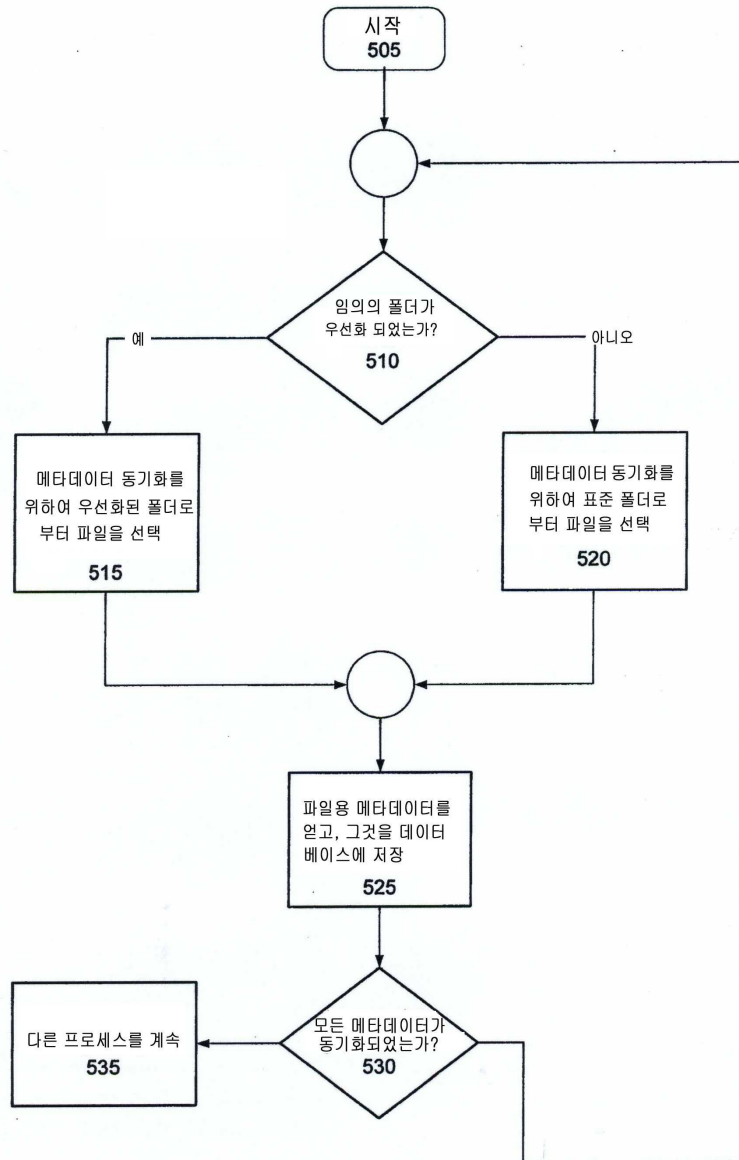 시작
505
임의의 폴더가
우선화 되었는가?
510
예
아니오
메타데이터 동기화를
위하여 우선화된 폴더로
부터 파일을 선택
515
메타데이터 동기화를
위하여 표준 폴더로
부터 파일을 선택
520
파일용 메타데이터를
얻고, 그것을 데이터
베이스에 저장
525
모든 메타데이터가
동기화되었는가?
530
다른 프로세스를 계속
535